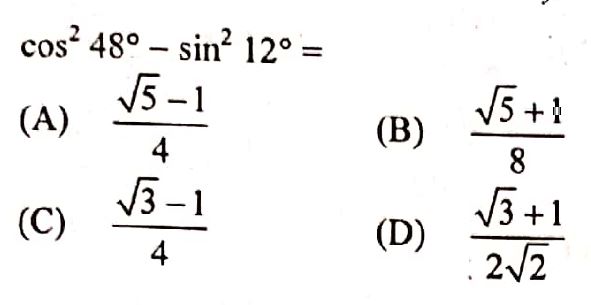 cos² 48° – sin² 12° =
(A) (√5 – 1)/4
(B) (√5 + 1)/8
(C) (√3 – 1)/4
(D) (√3 + 1)/(2√2)